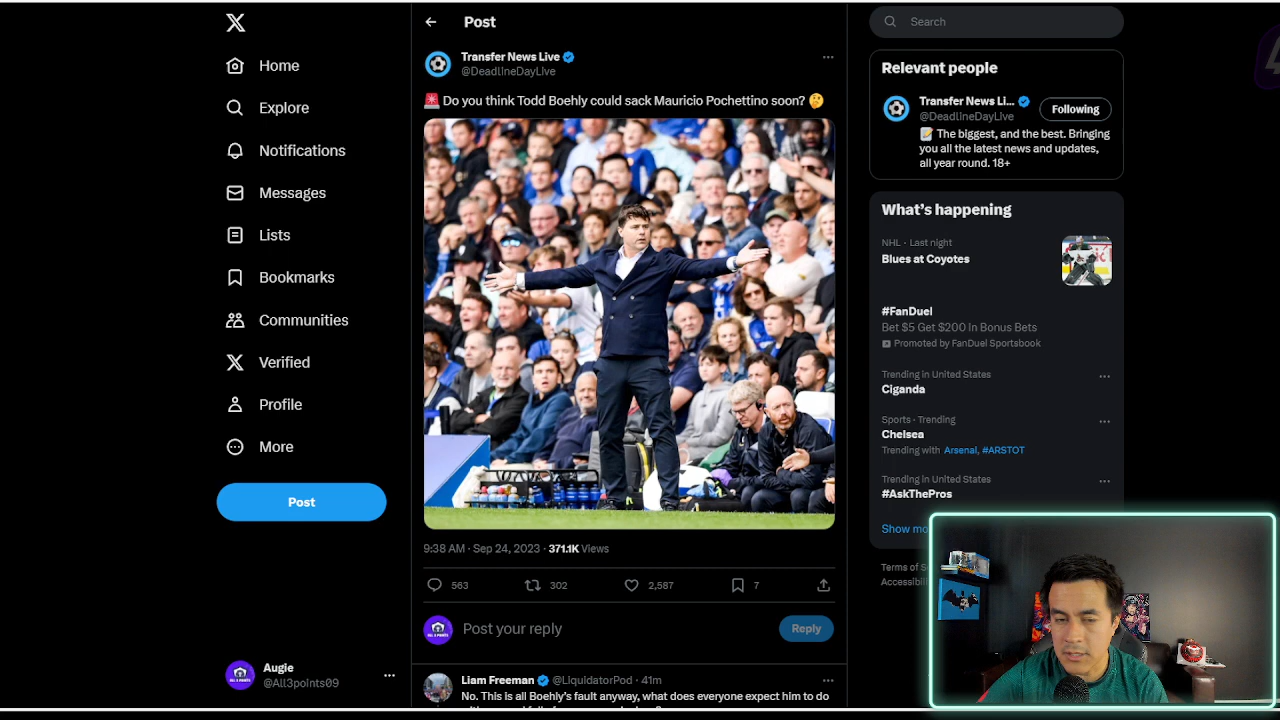 Home
Explore
Notifications
Messages
Lists
Bookmarks
Communities
Verified
Profile
More
Post
Augie
@All3points09
Post
Transfer News Live
@DeadlineDayLive
🚨 Do you think Todd Boehly could sack Mauricio Pochettino soon? 🤔
9:38 AM · Sep 24, 2023 · 371.1K Views
563
302
2,587
7
Post your reply
Reply
Liam Freeman @LiquidatorPod · 41m
No. This is all Boehly's fault anyway, what does everyone expect him to do
Search
Relevant people
Transfer News Li...
@DeadlineDayLive
Following
📝 The biggest, and the best. Bringing
you all the latest news and updates,
all year round. 18+
What's happening
NHL · Last night
Blues at Coyotes
#FanDuel
Bet $5 Get $200 In Bonus Bets
Promoted by FanDuel Sportsbook
Trending in United States
Ciganda
Sports · Trending
Chelsea
Trending with Arsenal, #ARSTOT
Trending in United States
#AskThePros
Show mo
Terms of S
Accessibili